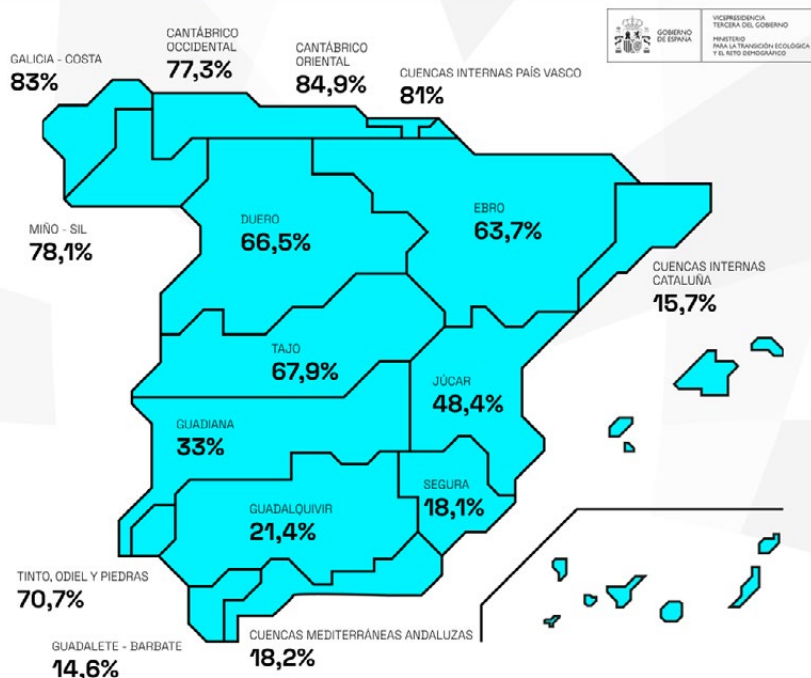 GOBIERNO
DE ESPAÑA
VICEPRESIDENCIA
TERCERA DEL GOBIERNO
MINISTERIO
PARA LA TRANSICIÓN ECOLÓGICA
Y EL RETO DEMOGRÁFICO
GALICIA - COSTA
83%
CANTÁBRICO
OCCIDENTAL
77,3%
CANTÁBRICO
ORIENTAL
84,9%
CUENCAS INTERNAS PAÍS VASCO
81%
MIÑO - SIL
78,1%
DUERO
66,5%
EBRO
63,7%
CUENCAS INTERNAS
CATALUÑA
15,7%
TAJO
67,9%
JÚCAR
48,4%
GUADIANA
33%
SEGURA
18,1%
GUADALQUIVIR
21,4%
TINTO, ODIEL Y PIEDRAS
70,7%
GUADALETE - BARBATE
14,6%
CUENCAS MEDITERRÁNEAS ANDALUZAS
18,2%